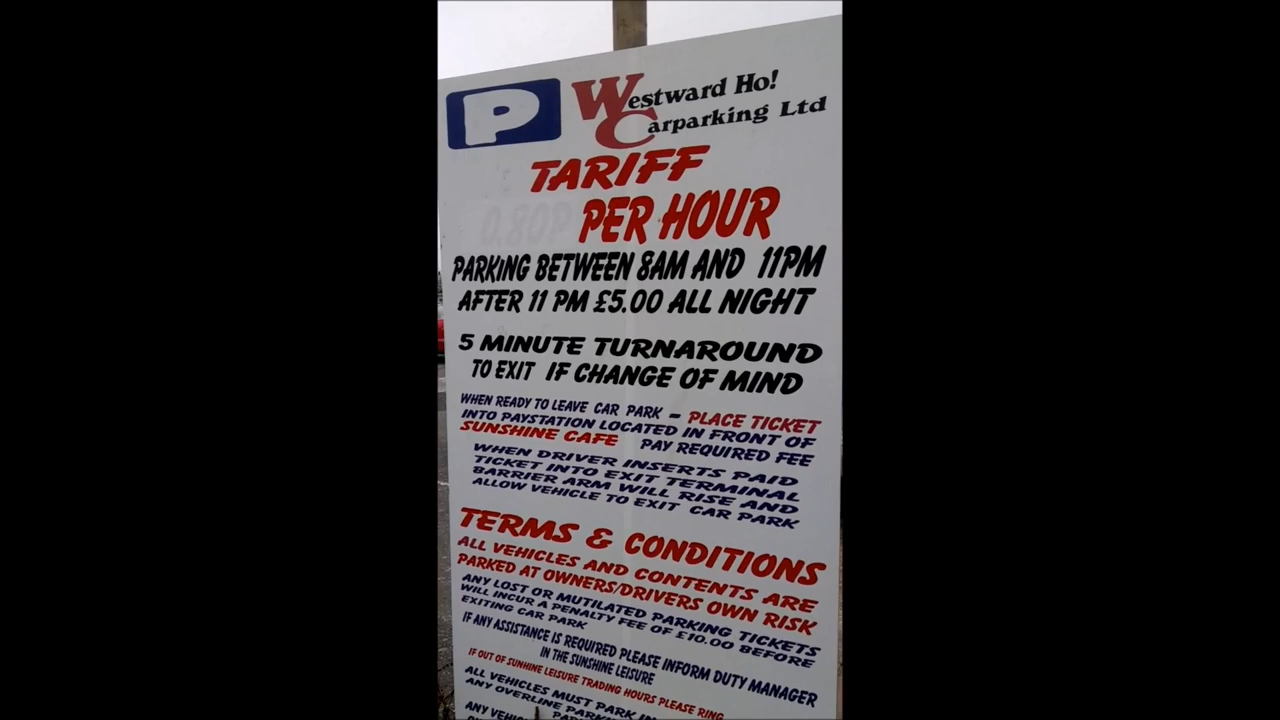 P
Westward Ho!
Carparking Ltd
TARIFF
0.80P PER HOUR
PARKING BETWEEN 8AM AND 11PM
AFTER 11 PM £5.00 ALL NIGHT
5 MINUTE TURNAROUND
TO EXIT IF CHANGE OF MIND
WHEN READY TO LEAVE CAR PARK - PLACE TICKET
INTO PAYSTATION LOCATED IN FRONT OF
SUNSHINE CAFE PAY REQUIRED FEE
WHEN DRIVER INSERTS PAID
TICKET INTO EXIT TERMINAL
BARRIER ARM WILL RISE AND
ALLOW VEHICLE TO EXIT CAR PARK
TERMS & CONDITIONS
ALL VEHICLES AND CONTENTS ARE
PARKED AT OWNERS/DRIVERS OWN RISK
ANY LOST OR MUTILATED PARKING TICKETS
WILL INCUR A PENALTY FEE OF £10.00 BEFORE
EXITING CAR PARK
IF ANY ASSISTANCE IS REQUIRED PLEASE INFORM DUTY MANAGER
IN THE SUNSHINE LEISURE
IF OUT OF SUNHINE LEISURE TRADING HOURS PLEASE RING
ALL VEHICLES MUST PARK IN
ANY OVERLINE
ANY